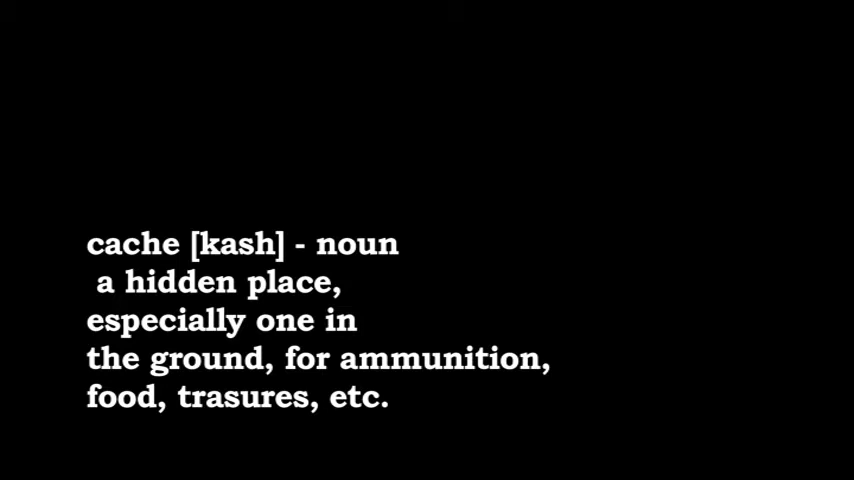 cache [kash] - noun
a hidden place,
especially one in
the ground, for ammunition,
food, trasures, etc.